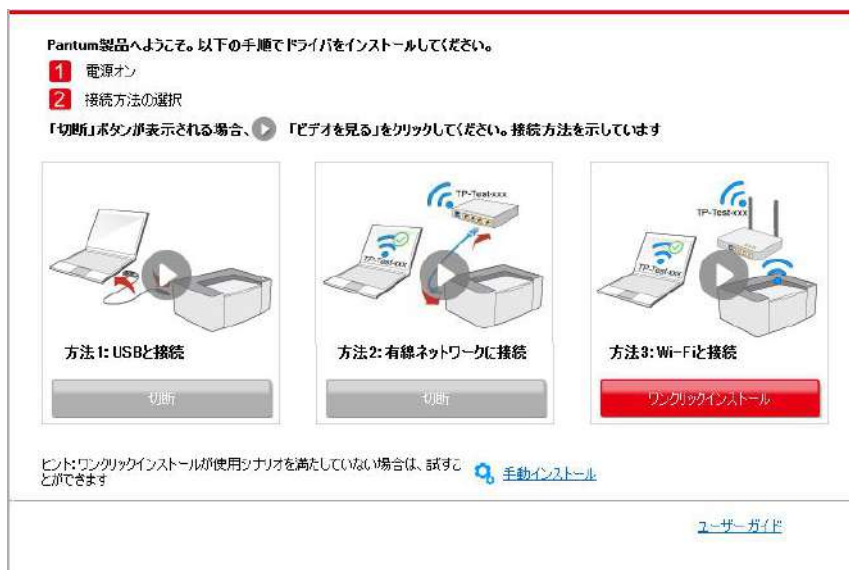 Pantum製品へようこそ。以下の手順でドライバをインストールしてください。
1 電源オン
2 接続方法の選択
「切断」ボタンが表示される場合、「ビデオを見る」をクリックしてください。接続方法を示しています
TP-Test-xxx
TP-Test-xxx
TP-Test-xxx
TP-Test-xxx
方法1: USBと接続
方法2: 有線ネットワークに接続
方法3: Wi-Fiと接続
切断
切断
ワンクリックインストール
ヒント:ワンクリックインストールが使用シナリオを満たしていない場合は、試すこ
とができます
手動インストール
ユーザーガイド